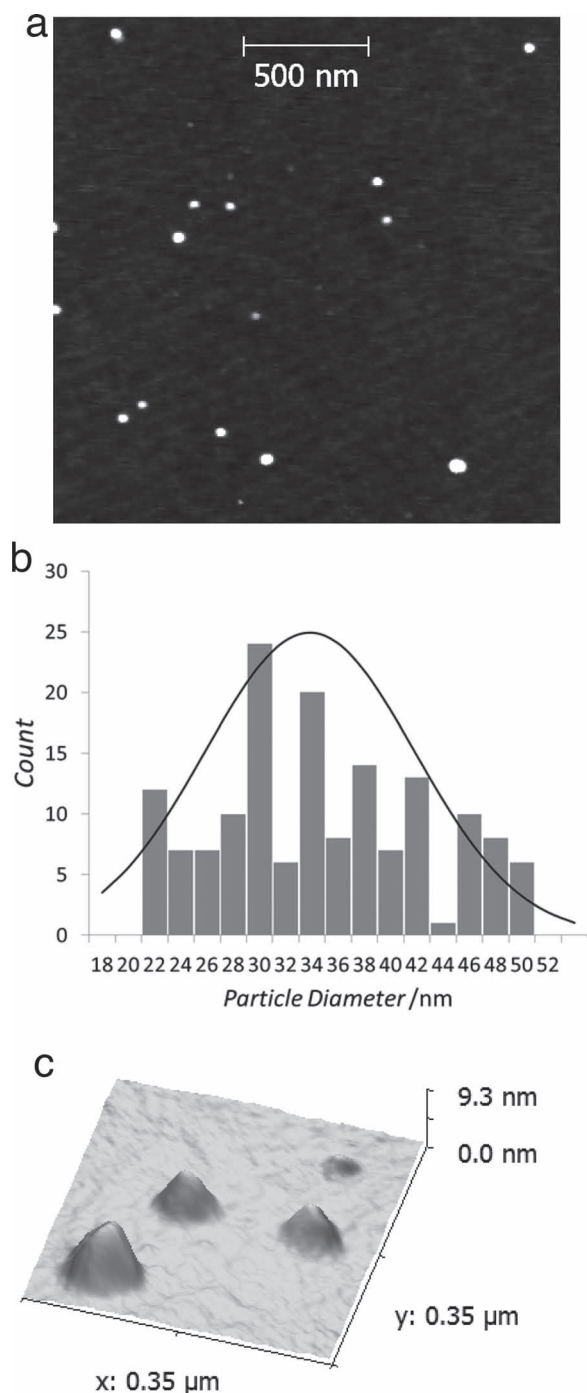 a
500 nm
b
30
25
20
15
10
5
0
Count
18 20 22 24 26 28 30 32 34 36 38 40 42 44 46 48 50 52
Particle Diameter /nm
c
9.3 nm
0.0 nm
y: 0.35 µm
x: 0.35 µm